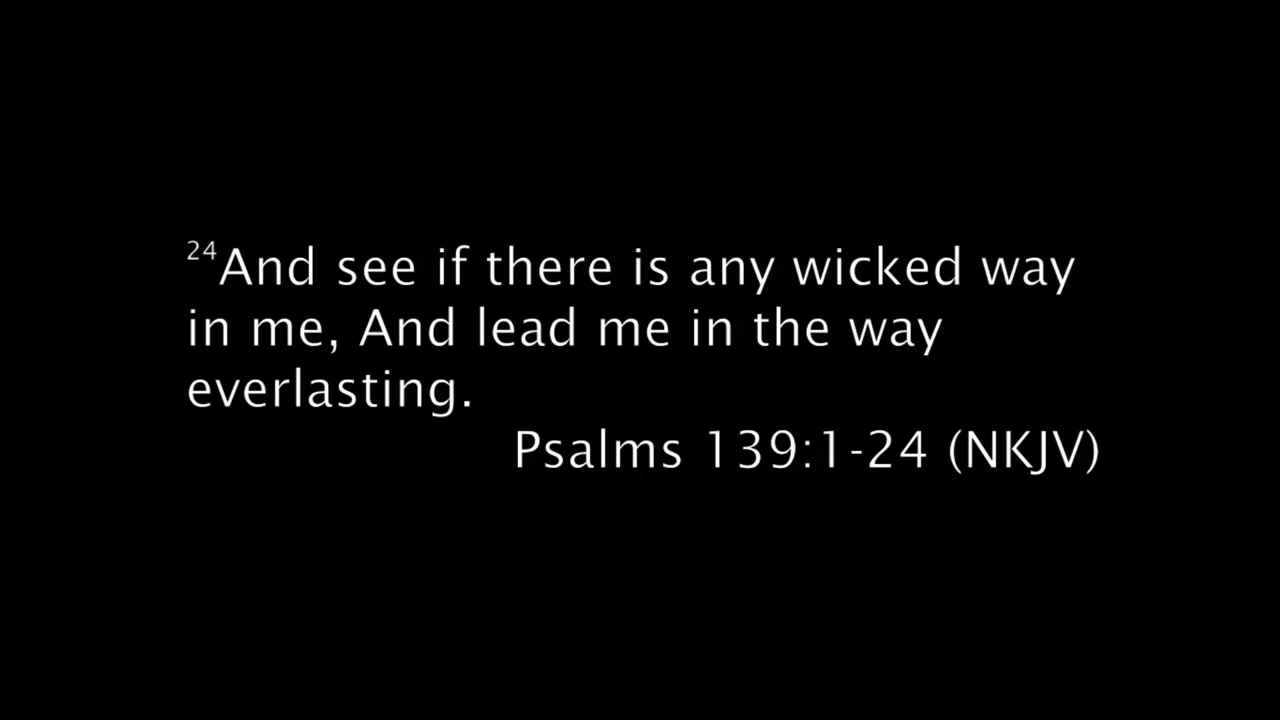 24And see if there is any wicked way
in me, And lead me in the way
everlasting.
Psalms 139:1-24 (NKJV)